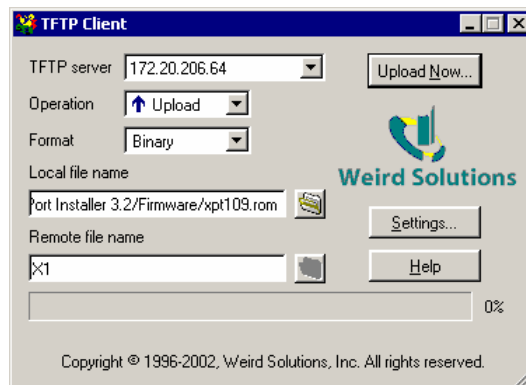 TFTP Client
TFTP server 172.20.206.64 Upload Now...
Operation Upload
Format Binary
Weird Solutions
Local file name
Port Installer 3.2/Firmware/xpt109.rom
Settings...
Remote file name
X1
Help
0%
Copyright © 1996-2002, Weird Solutions, Inc. All rights reserved.